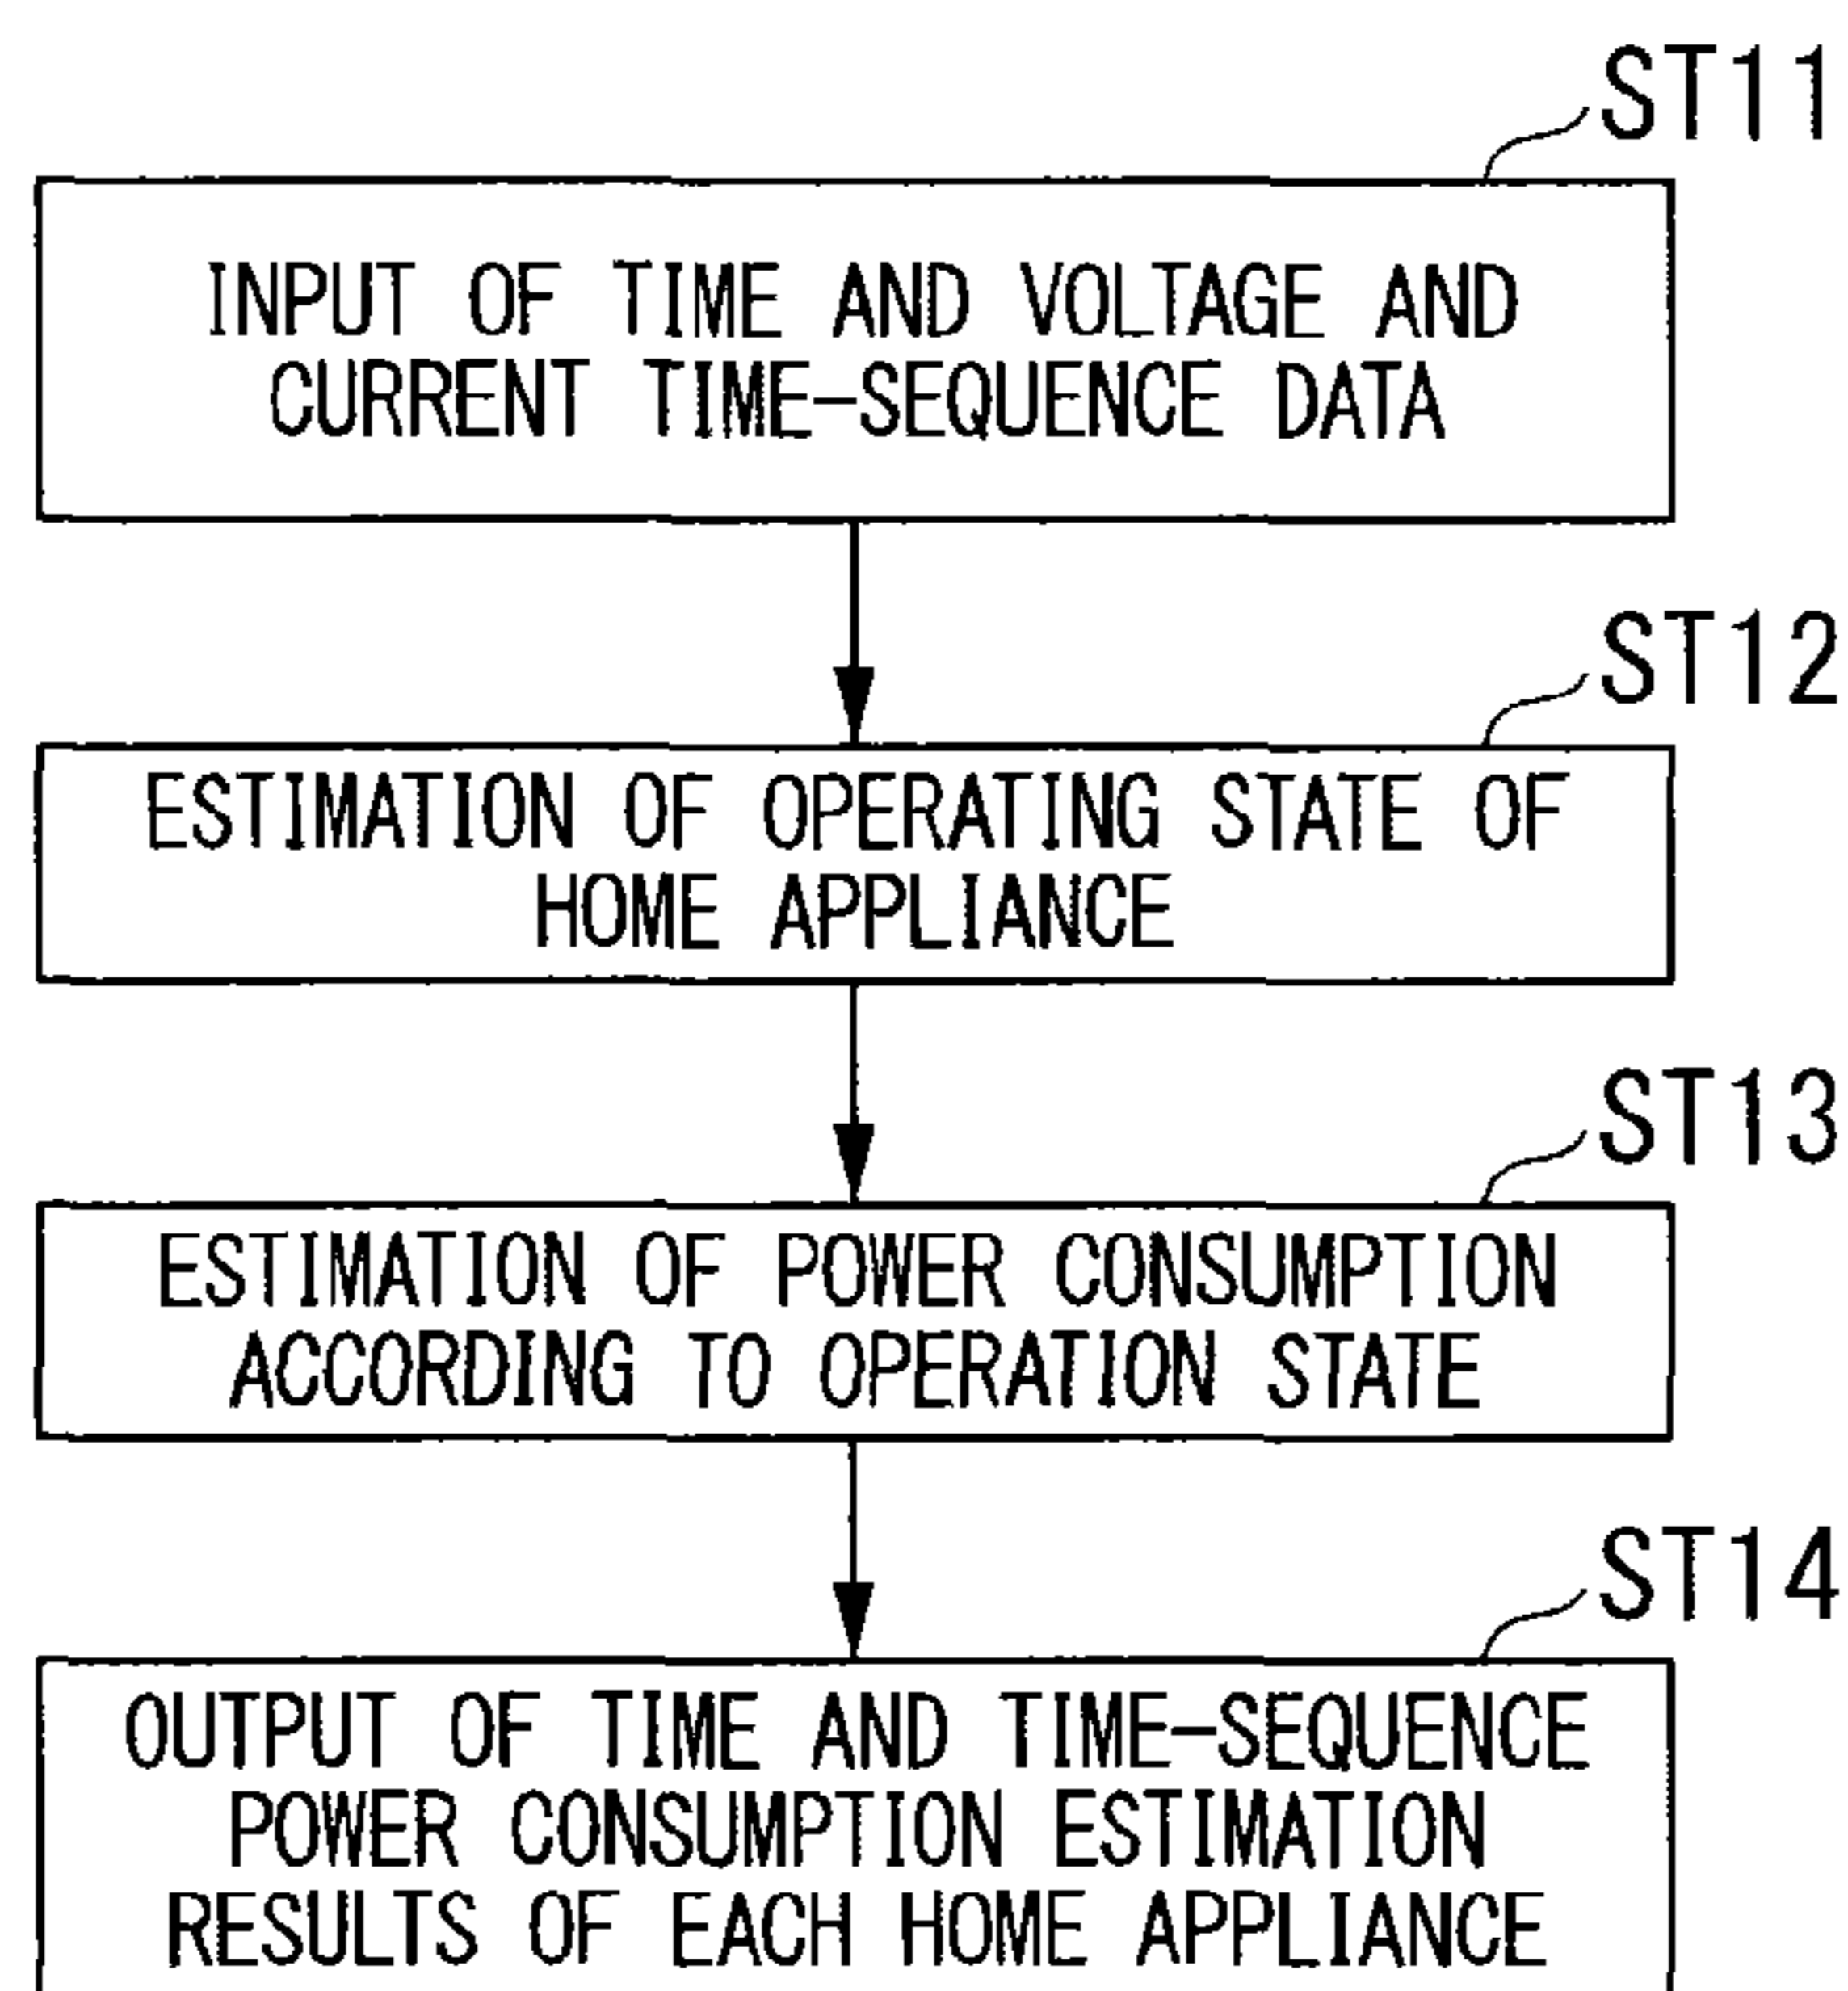 ST11
INPUT OF TIME AND VOLTAGE AND
CURRENT TIME-SEQUENCE DATA
ST12
ESTIMATION OF OPERATING STATE OF
HOME APPLIANCE
ST13
ESTIMATION OF POWER CONSUMPTION
ACCORDING TO OPERATION STATE
ST14
OUTPUT OF TIME AND TIME-SEQUENCE
POWER CONSUMPTION ESTIMATION
RESULTS OF EACH HOME APPLIANCE